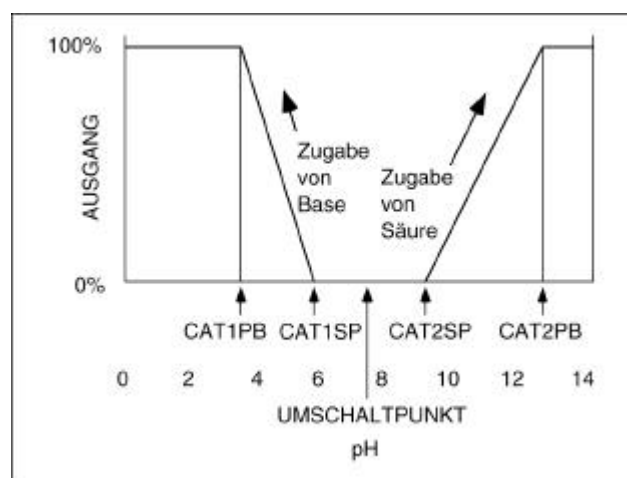 100%
AUSGANG
0%
Zugabe
von
Base
Zugabe
von
Säure
CAT1PB CAT1SP CAT2SP CAT2PB
0 2 4 6 8 10 12 14
UMSCHALTPUNKT
pH